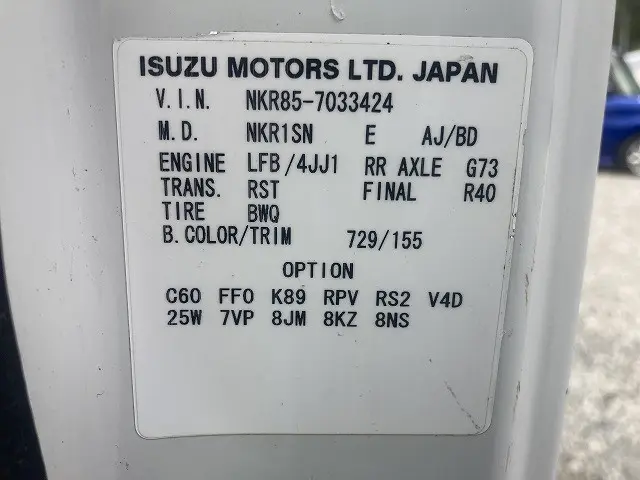 ISUZU MOTORS LTD. JAPAN
V.I.N. NKR85-7033424
M.D. NKR1SN E AJ/BD
ENGINE LFB/4JJ1 RR AXLE G73
TRANS. RST FINAL R40
TIRE BWQ
B.COLOR/TRIM 729/155
OPTION
C60 FF0 K89 RPV RS2 V4D
25W 7VP 8JM 8KZ 8NS